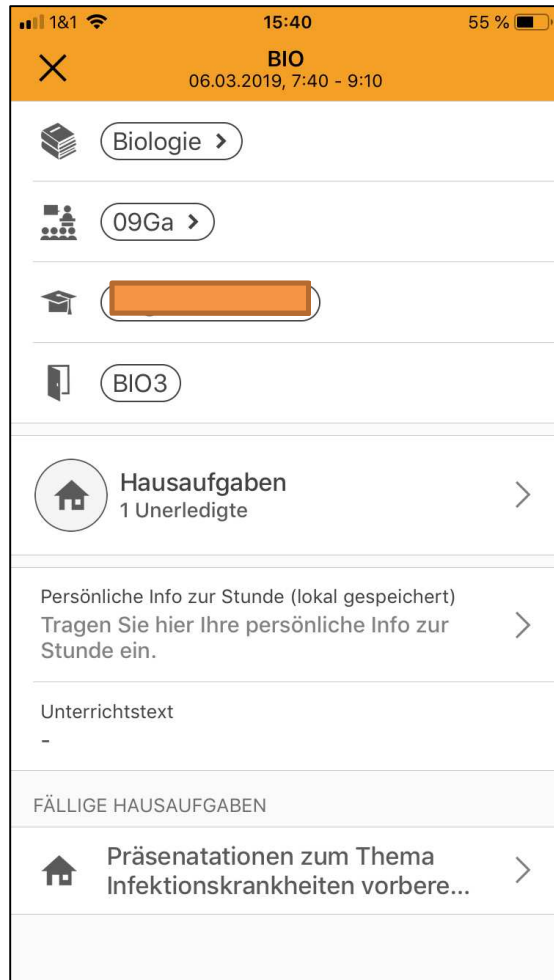 1&1
15:40
55 %
BIO
06.03.2019, 7:40 - 9:10
Biologie
09Ga
BIO3
Hausaufgaben
1 Unerledigte
Persönliche Info zur Stunde (lokal gespeichert)
Tragen Sie hier Ihre persönliche Info zur
Stunde ein.
Unterrichtstext
-
FÄLLIGE HAUSAUFGABEN
Präsenatationen zum Thema
Infektionskrankheiten vorbere...